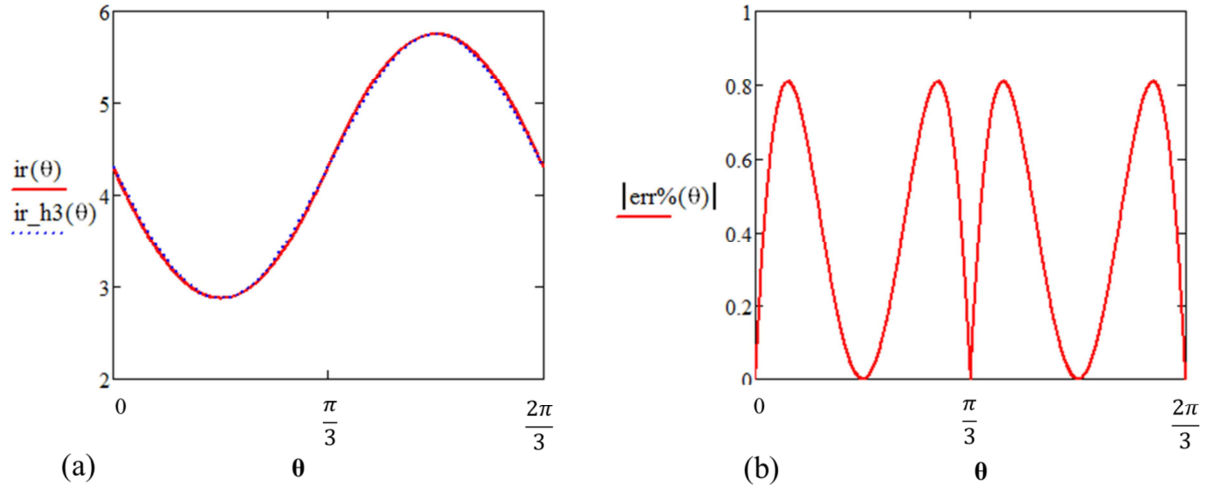 6
5
4
3
2
ir(θ)
ir_h3(θ)
0
π/3
2π/3
(a)
θ
1
0.8
0.6
0.4
0.2
0
|err%(θ)|
0
π/3
2π/3
(b)
θ